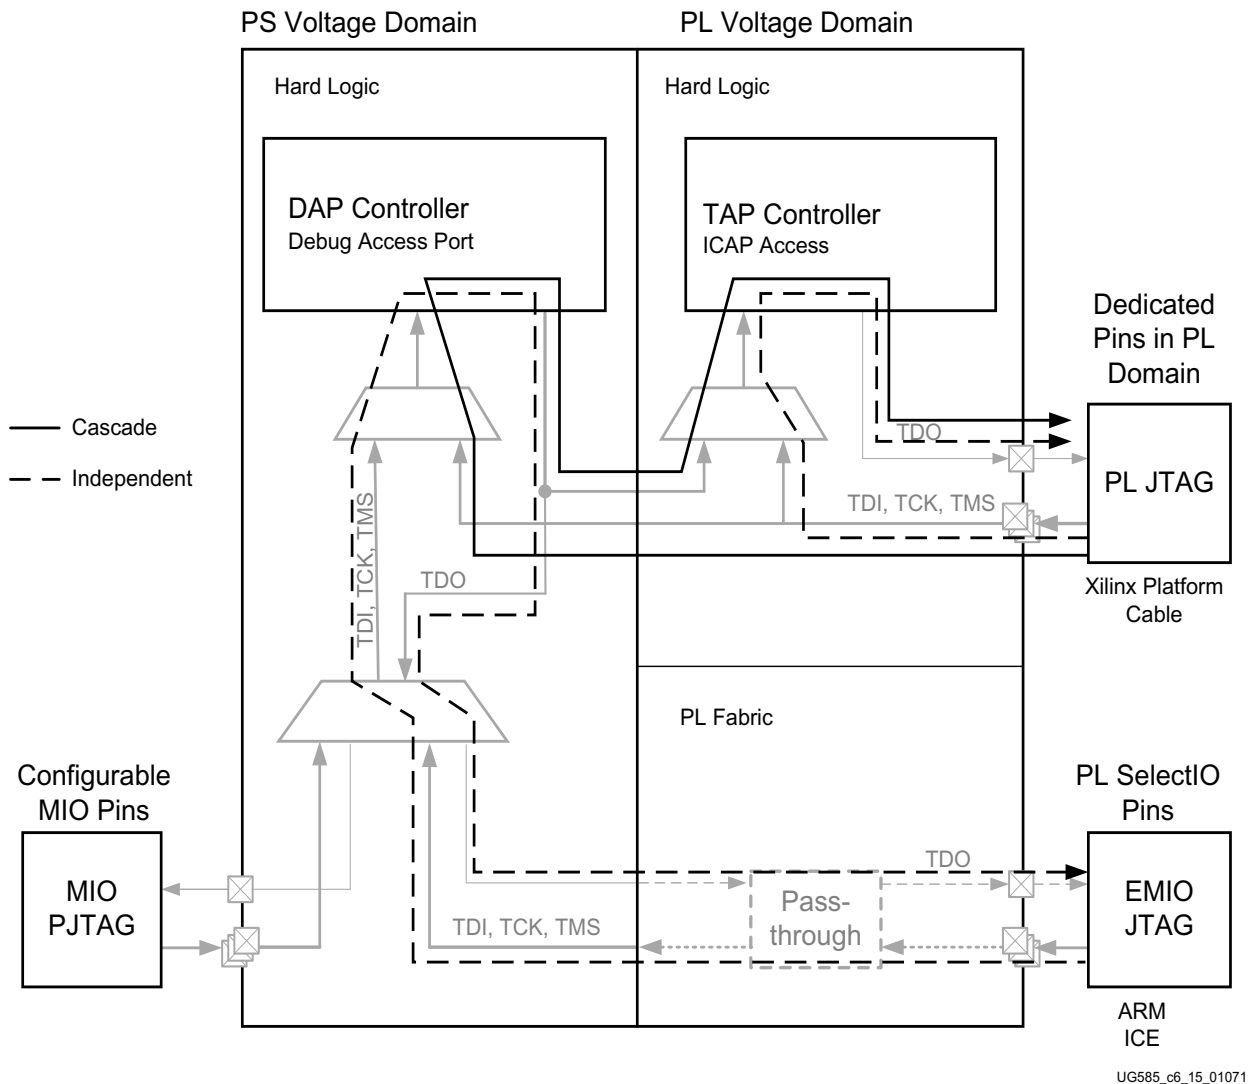 PS Voltage Domain
PL Voltage Domain
Hard Logic
Hard Logic
DAP Controller
Debug Access Port
TAP Controller
ICAP Access
Dedicated
Pins in PL
Domain
Cascade
Independent
TDO
PL JTAG
TDI, TCK, TMS
TDI, TCK, TMS
TDO
Xilinx Platform
Cable
PL Fabric
Configurable
MIO Pins
PL SelectIO
Pins
MIO
PJTAG
TDO
Pass-
through
EMIO
JTAG
TDI, TCK, TMS
ARM
ICE
UG585_c6_15_01071